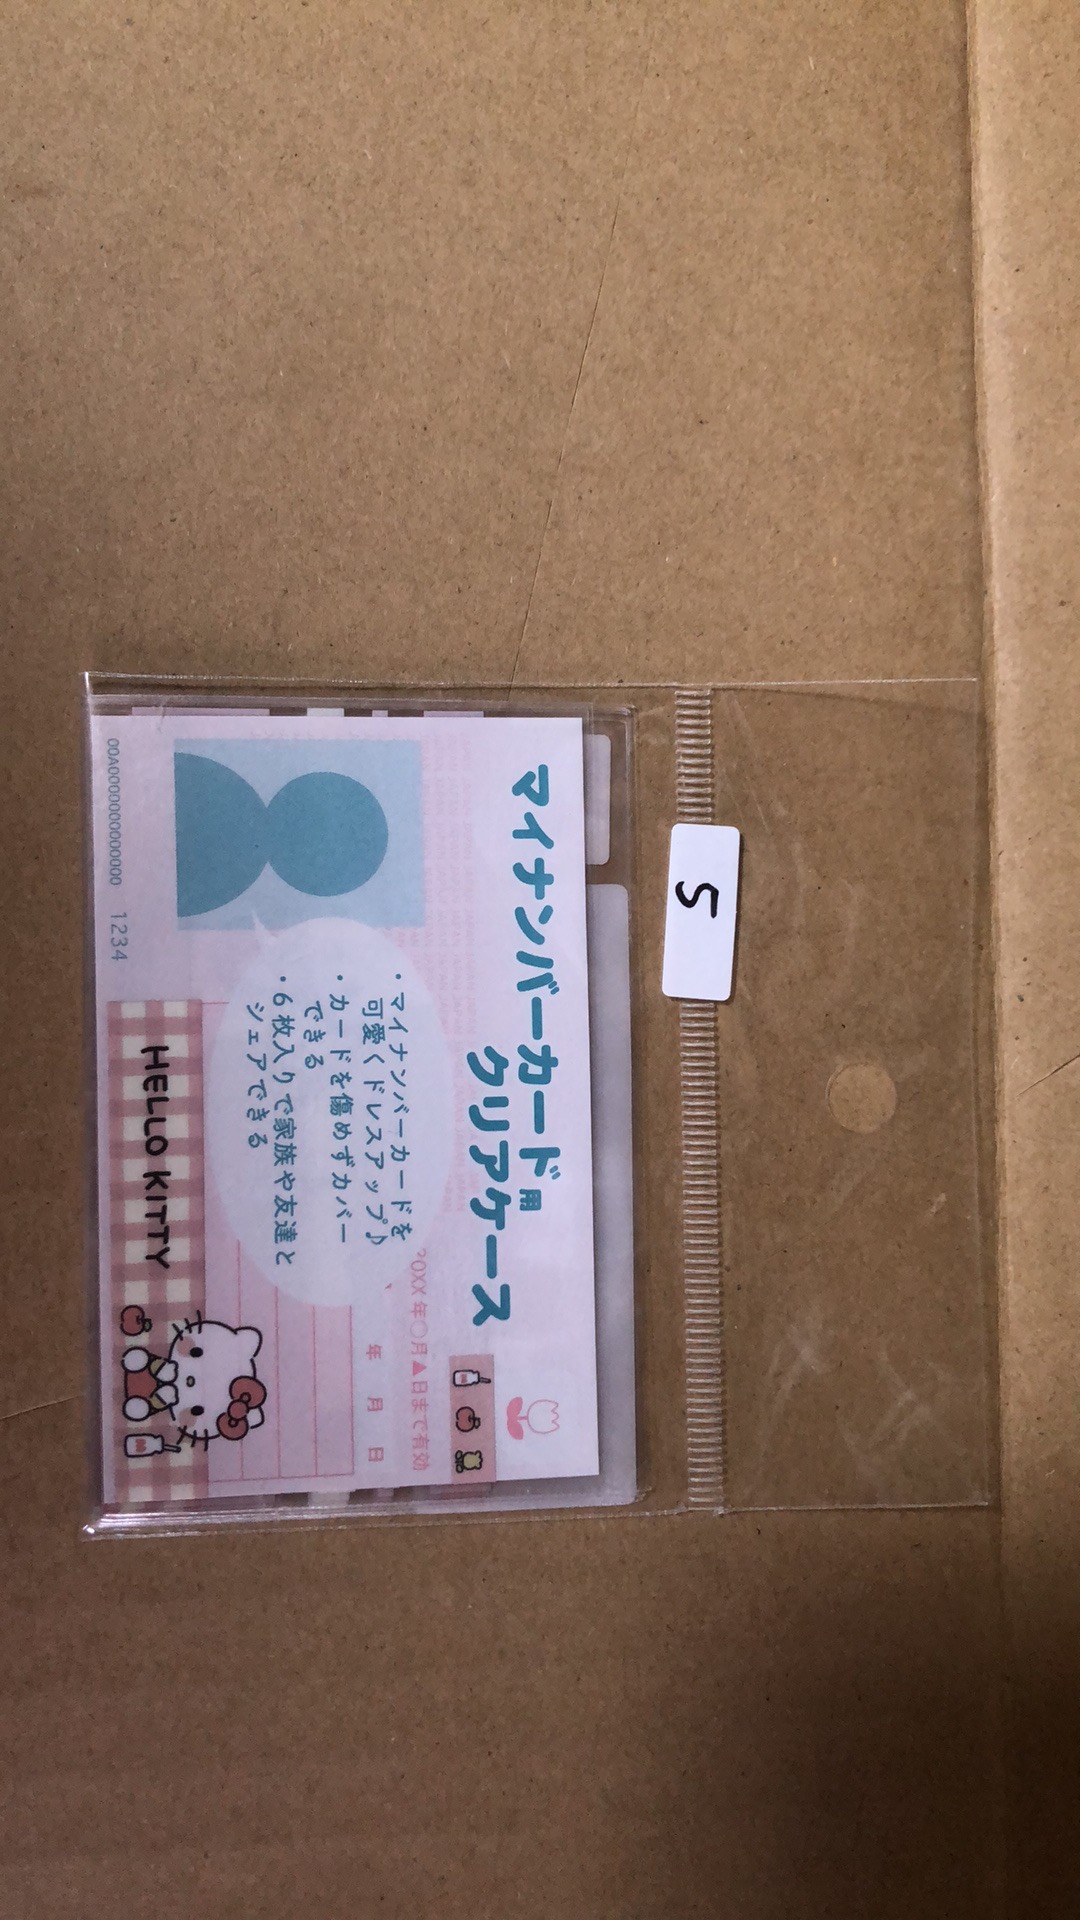 5
マイナンバーカード用
クリアケース
20XX年○月▲日まで有効
年 月 日
・マイナンバーカードを
可愛くドレスアップ♪
・カードを傷めずカバー
できる
・6枚入りで家族や友達と
シェアできる
HELLO KITTY
1234